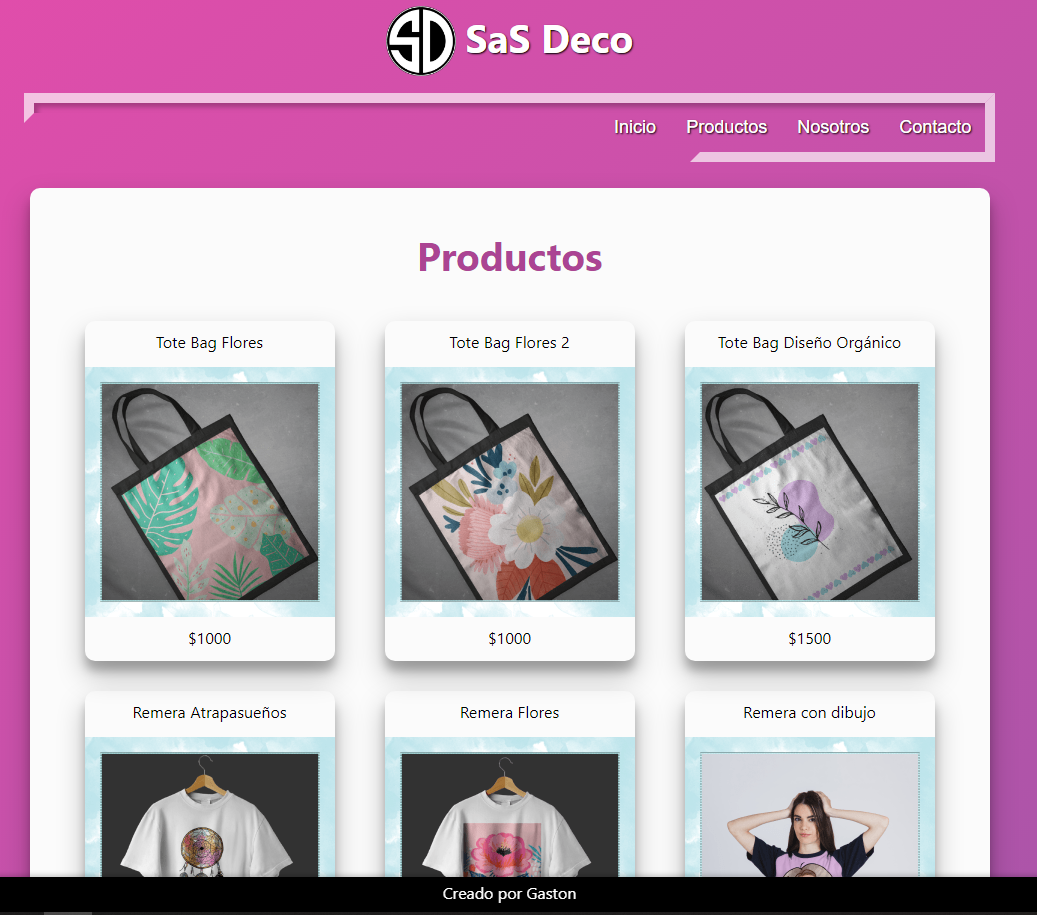 SD SaS Deco
Inicio Productos Nosotros Contacto
Productos
Tote Bag Flores Tote Bag Flores 2 Tote Bag Diseño Orgánico
$1000 $1000 $1500
Remera Atrapasueños Remera Flores Remera con dibujo
Creado por Gaston